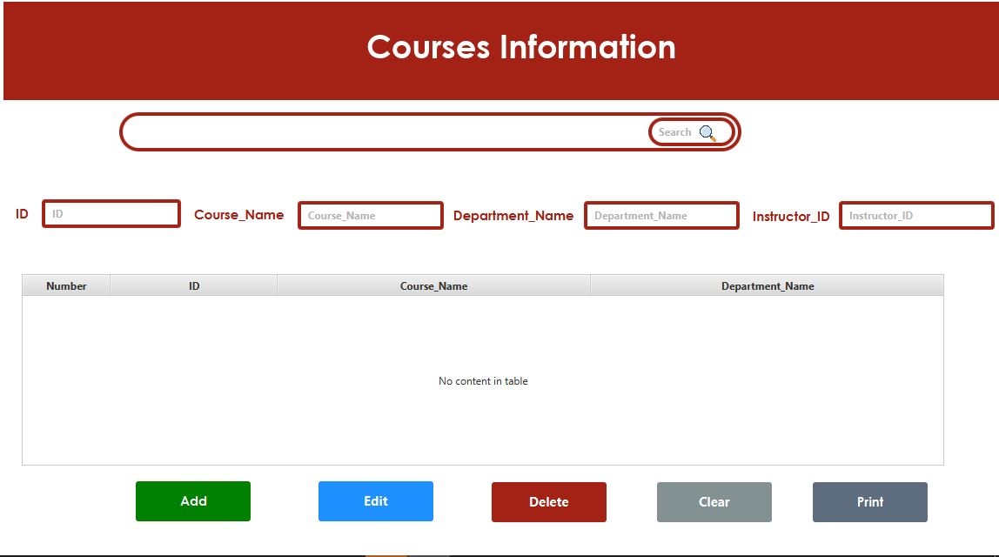 Courses Information
Search
ID ID Course_Name Course_Name Department_Name Department_Name Instructor_ID Instructor_ID
Number ID Course_Name Department_Name
No content in table
Add Edit Delete Clear Print